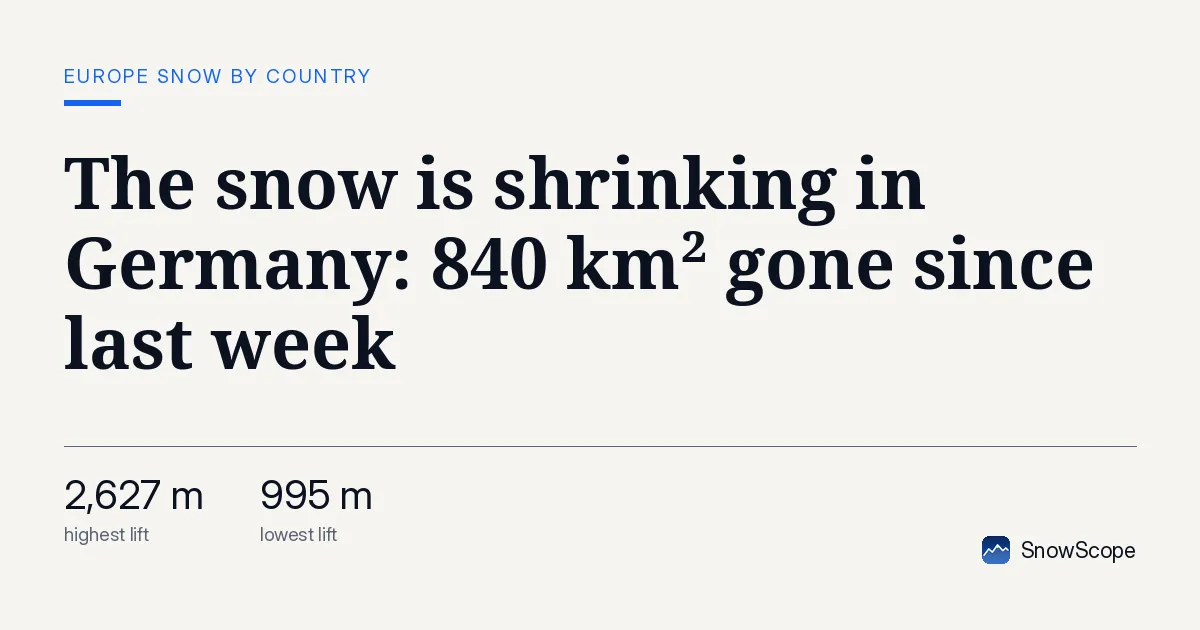 EUROPE SNOW BY COUNTRY
The snow is shrinking in
Germany: 840 km² gone since
last week
2,627 m
highest lift
995 m
lowest lift
SnowScope